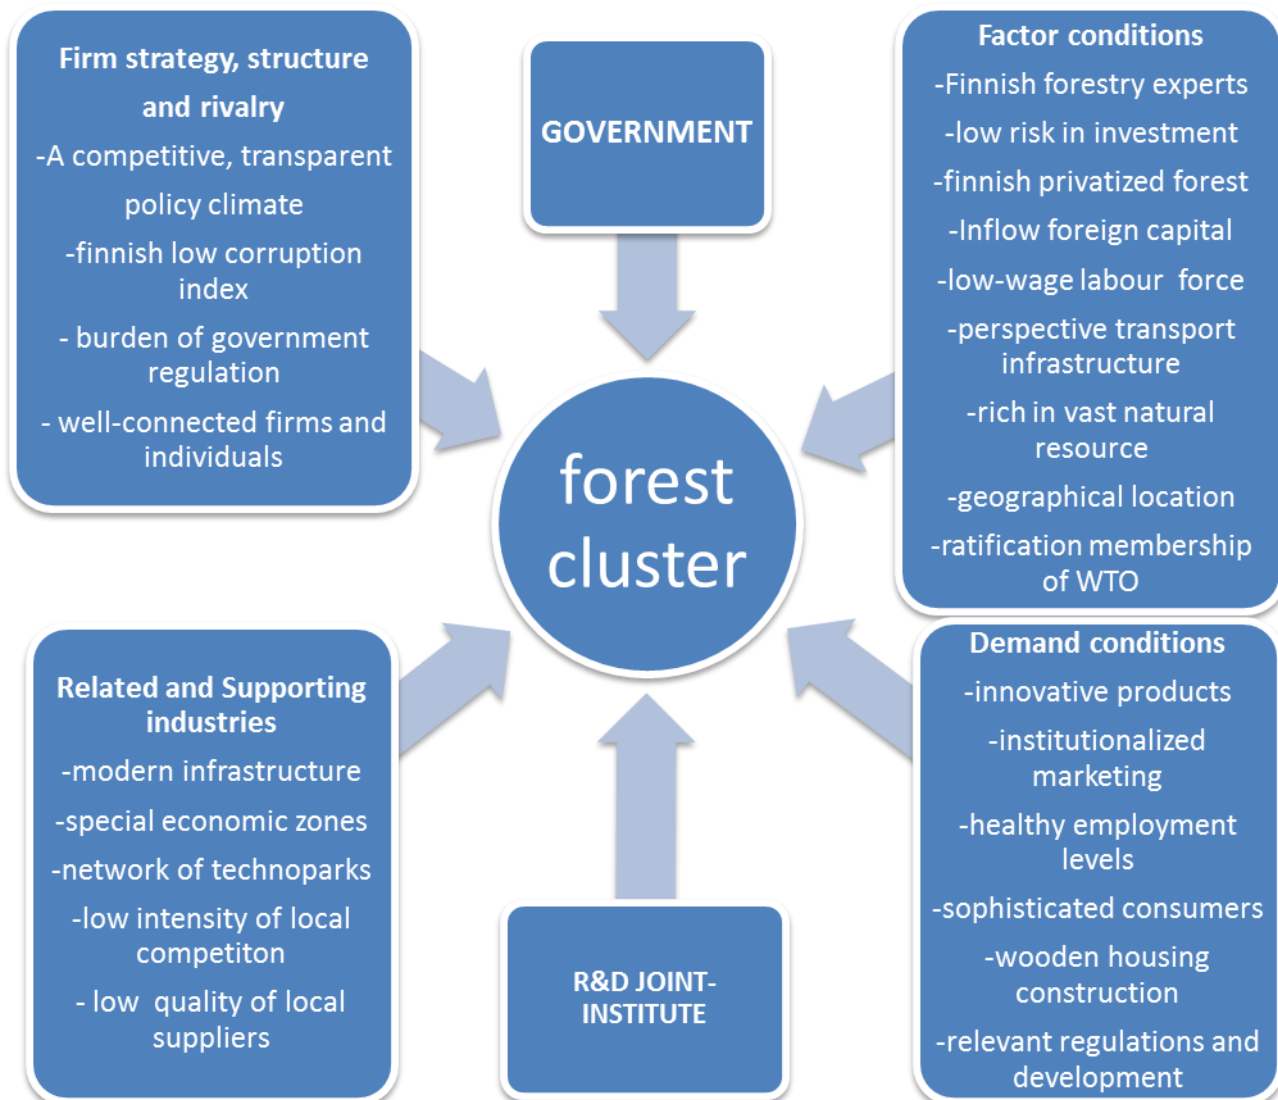 Firm strategy, structure
and rivalry
-A competitive, transparent
policy climate
-finnish low corruption
index
- burden of government
regulation
- well-connected firms and
individuals
GOVERNMENT
Factor conditions
-Finnish forestry experts
-low risk in investment
-finnish privatized forest
-Inflow foreign capital
-low-wage labour  force
-perspective transport
infrastructure
-rich in vast natural
resource
-geographical location
-ratification membership
of WTO
forest
cluster
Related and Supporting
industries
-modern infrastructure
-special economic zones
-network of technoparks
-low intensity of local
competiton
- low  quality of local
suppliers
R&D JOINT-
INSTITUTE
Demand conditions
-innovative products
-institutionalized
marketing
-healthy employment
levels
-sophisticated consumers
-wooden housing
construction
-relevant regulations and
development